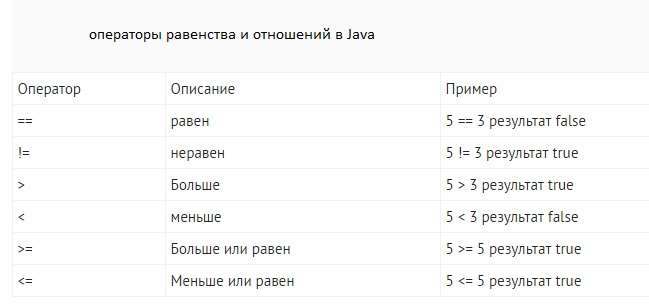 операторы равенства и отношений в Java
Оператор Описание Пример
== равен 5 == 3 результат false
!= неравен 5 != 3 результат true
> Больше 5 > 3 результат true
< меньше 5 < 3 результат false
>= Больше или равен 5 >= 5 результат true
<= Меньше или равен 5 <= 5 результат true